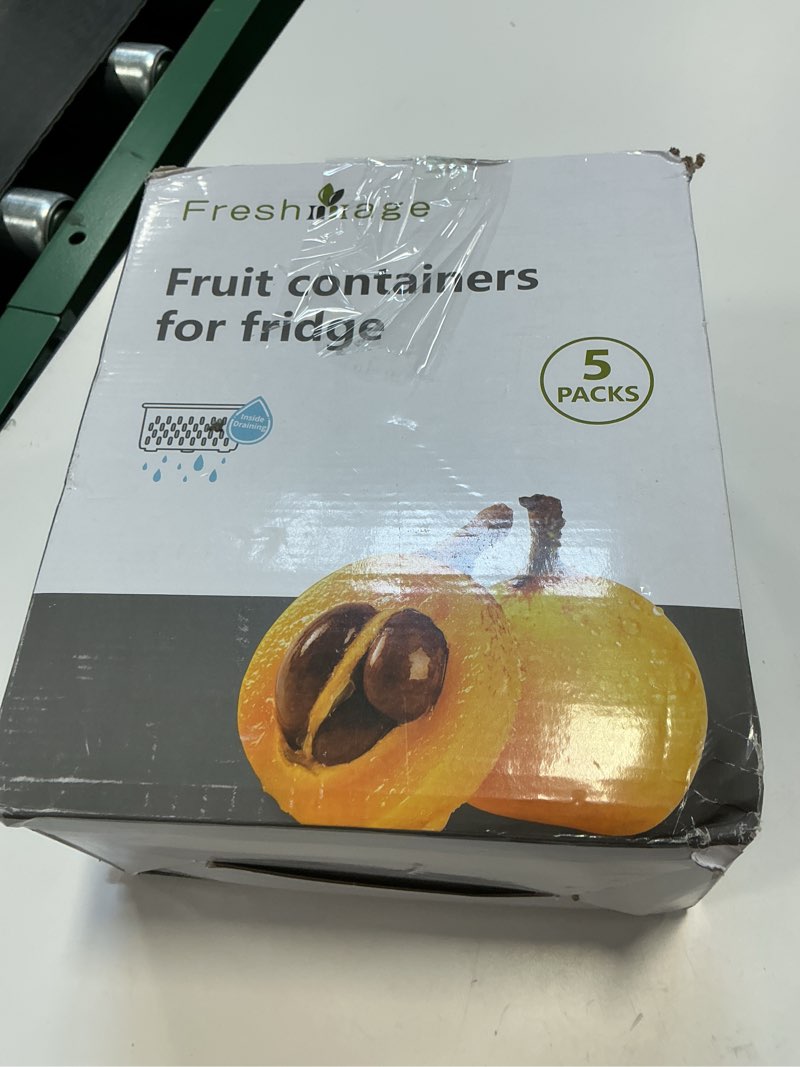 Freshmage
Fruit containers
for fridge
5
PACKS
Inside
Draining